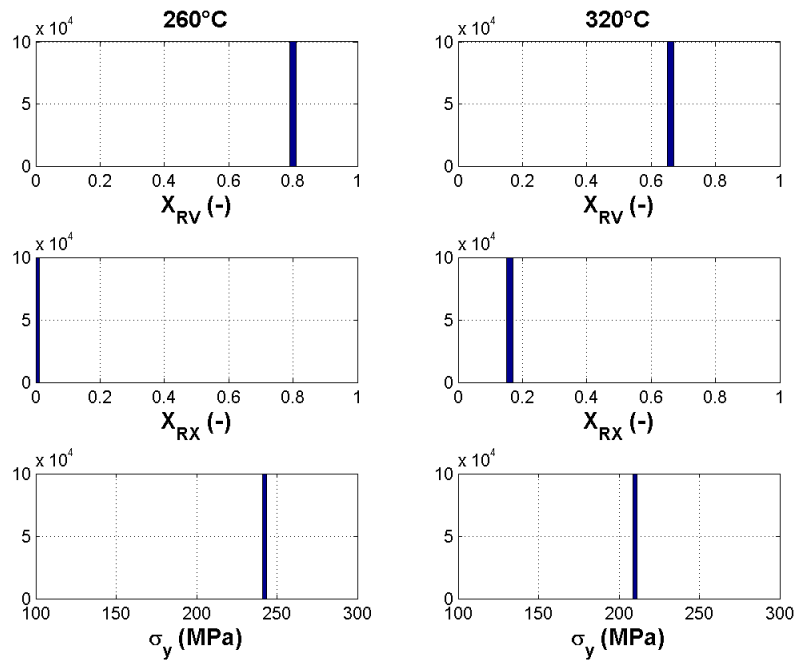 260°C 320°C
x 10⁴ x 10⁴
10 10
5 5
0 0
0 0.2 0.4 0.6 0.8 1 0 0.2 0.4 0.6 0.8 1
X_RV (-) X_RV (-)
x 10⁴ x 10⁴
10 10
5 5
0 0
0 0.2 0.4 0.6 0.8 1 0 0.2 0.4 0.6 0.8 1
X_RX (-) X_RX (-)
x 10⁴ x 10⁴
10 10
5 5
0 0
100 150 200 250 300 100 150 200 250 300
σ_y (MPa) σ_y (MPa)